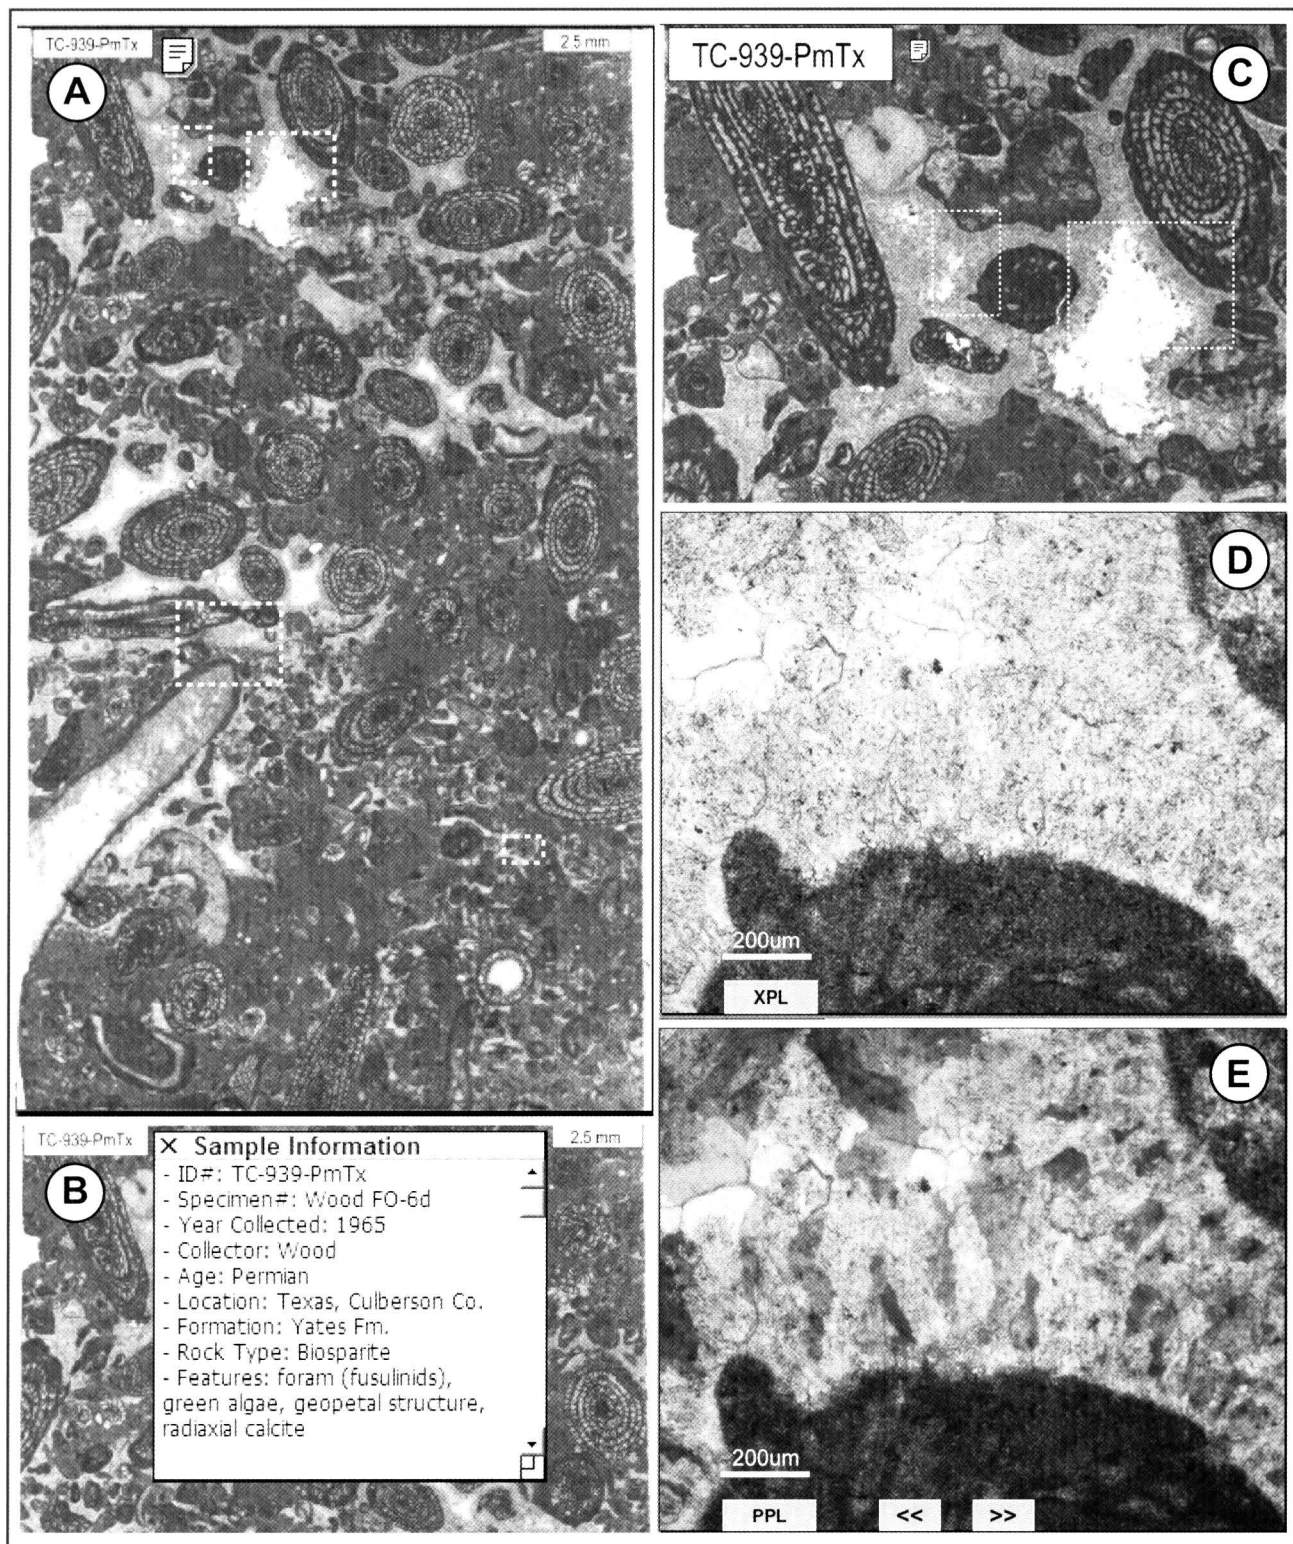 TC-939-PmTx
2.5 mm
A
TC-939-PmTx
C
D
200um
XPL
TC-939-PmTx
2.5 mm
B
X Sample Information
- ID#: TC-939-PmTx
- Specimen#: Wood FO-6d
- Year Collected: 1965
- Collector: Wood
- Age: Permian
- Location: Texas, Culberson Co.
- Formation: Yates Fm.
- Rock Type: Biosparite
- Features: foram (fusulinids),
green algae, geopetal structure,
radiaxial calcite
E
200um
PPL
<<
>>